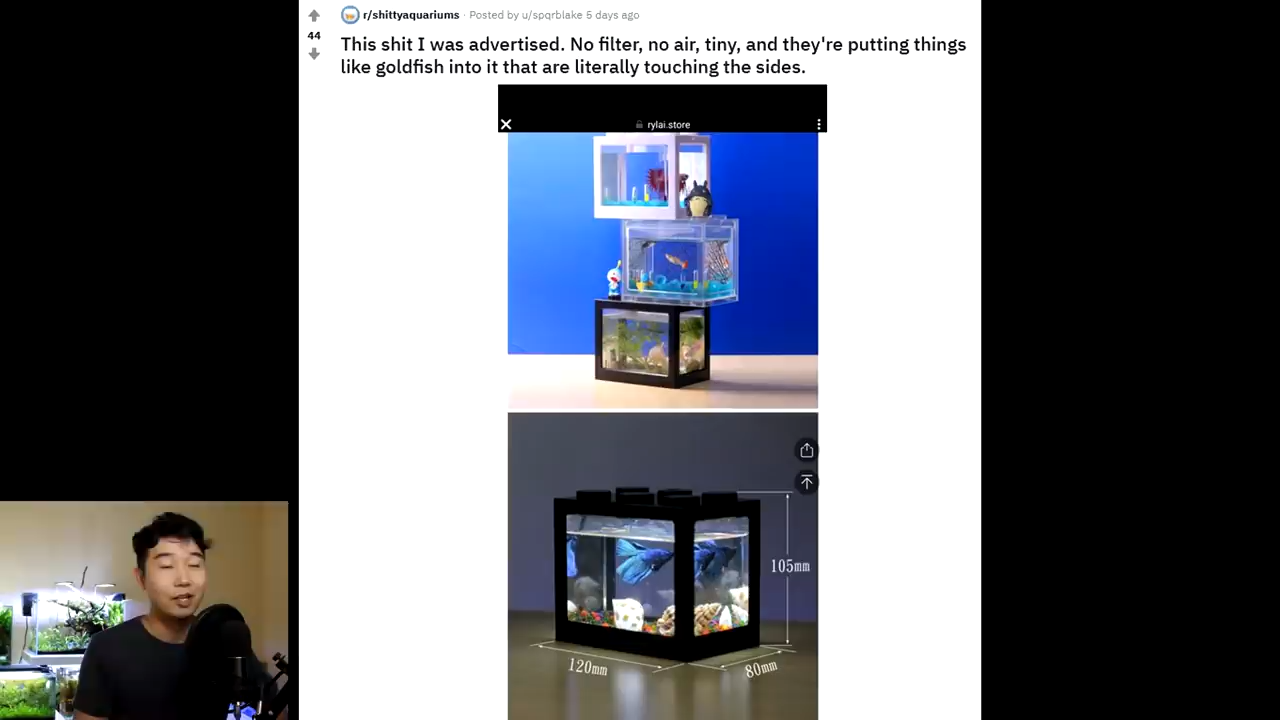 r/shittyaquariums · Posted by u/spqrblake 5 days ago
44
This shit I was advertised. No filter, no air, tiny, and they're putting things
like goldfish into it that are literally touching the sides.
rylai.store
105mm
120mm
80mm